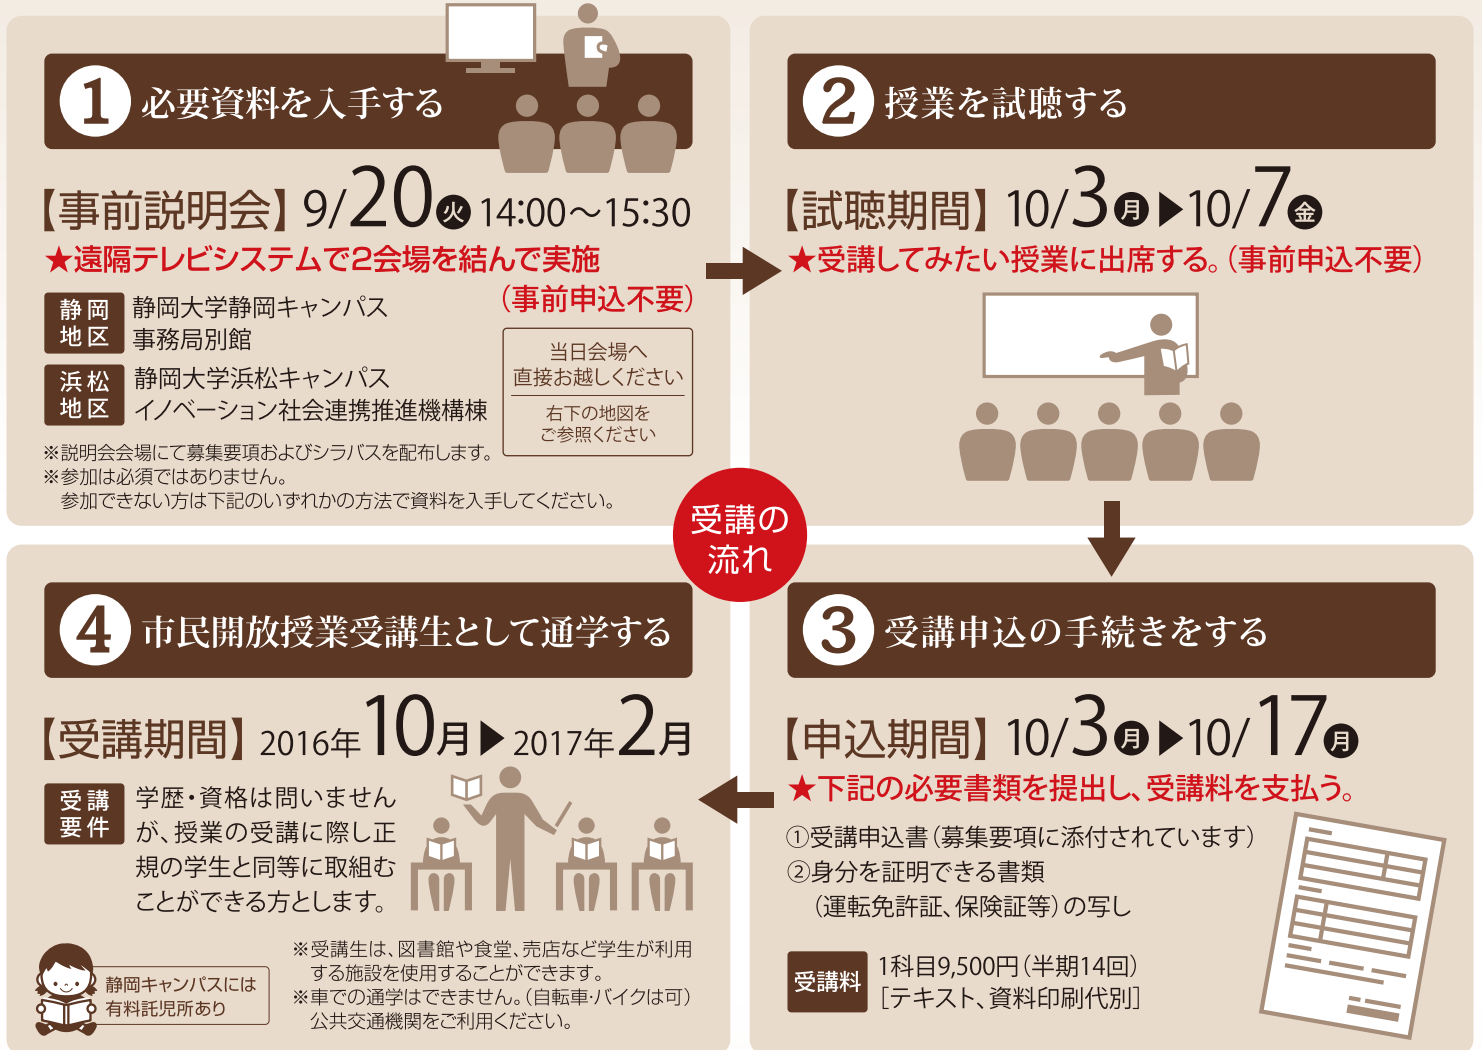 1 必要資料を入手する
【事前説明会】9/20火 14:00～15:30
★遠隔テレビシステムで2会場を結んで実施
（事前申込不要）
静岡
地区
静岡大学静岡キャンパス
事務局別館
浜松
地区
静岡大学浜松キャンパス
イノベーション社会連携推進機構棟
当日会場へ
直接お越しください
右下の地図を
ご参照ください
※説明会会場にて募集要項およびシラバスを配布します。
※参加は必須ではありません。
参加できない方は下記のいずれかの方法で資料を入手してください。
2 授業を試聴する
【試聴期間】10/3月▶10/7金
★受講してみたい授業に出席する。（事前申込不要）
受講の
流れ
3 受講申込の手続きをする
【申込期間】10/3月▶10/17月
★下記の必要書類を提出し、受講料を支払う。
①受講申込書（募集要項に添付されています）
②身分を証明できる書類
（運転免許証、保険証等）の写し
受講料
1科目9,500円（半期14回）
［テキスト、資料印刷代別］
4 市民開放授業受講生として通学する
【受講期間】2016年10月▶2017年2月
受講
要件
学歴・資格は問いません
が、授業の受講に際し正
規の学生と同等に取組む
ことができる方とします。
静岡キャンパスには
有料託児所あり
※受講生は、図書館や食堂、売店など学生が利用
する施設を使用することができます。
※車での通学はできません。（自転車・バイクは可）
公共交通機関をご利用ください。